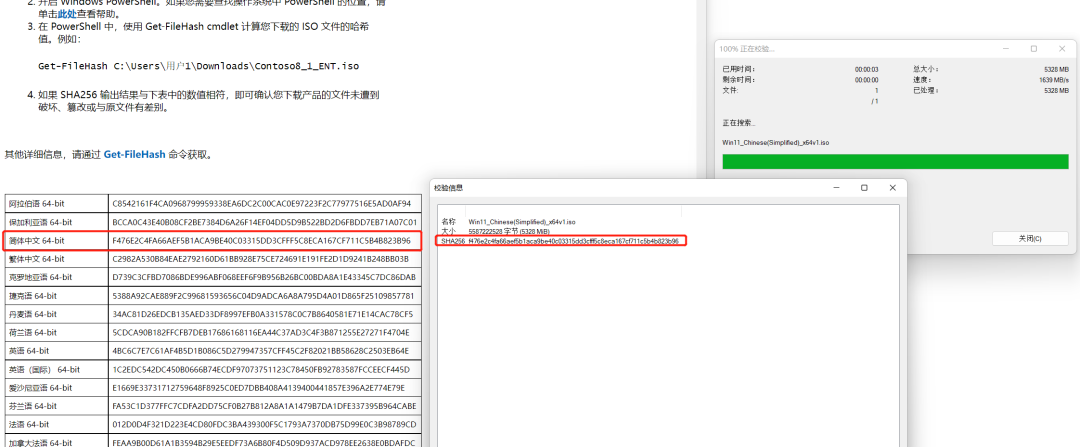 2. 开启 Windows PowerShell。如果您需要查找操作系统中 PowerShell 的位置，请
单击此处查看帮助。
3. 在 PowerShell 中，使用 Get-FileHash cmdlet 计算您下载的 ISO 文件的哈希
值。例如：
Get-FileHash C:\Users\用户1\Downloads\Contoso8_1_ENT.iso
4. 如果 SHA256 输出结果与下表中的数值相符，即可确认您下载产品的文件未遭到
破坏、篡改或与原文件有差别。
其他详细信息，请通过 Get-FileHash 命令获取。
阿拉伯语 64-bit C8542161F4CA0968799959338EA6DC2C00CAC0E97223F2C77977516E5AD0AF94
保加利亚语 64-bit BCCA0C43E40B08CF2BE7384D6A26F14EF04DD5D9B522BD2D6FBDD7EB71A07C01
简体中文 64-bit F476E2C4FA66AEF5B1ACA9BE40C03315DD3CFFF5C8ECA167CF711C5B4B823B96
繁体中文 64-bit C2982A530B84EAE2792160D61BB928E75CE724691E191FE2D1D9241B248BB03B
克罗地亚语 64-bit D739C3CFBD7086BDE996ABF068EEF6F9B956B26BC00BDA8A1E43345C7DC86DAB
捷克语 64-bit 5388A92CAE889F2C99681593656C04D9ADCA6A8A795D4A01D865F25109857781
丹麦语 64-bit 34AC81D26EDCB135AED33DF8997EFB0A331578C0C7B8640581E71E14CAC78CF5
荷兰语 64-bit 5CDCA90B182FFCFB7DEB17686168116EA44C37AD3C4F3B871255E27271F4704E
英语 64-bit 4BC6C7E7C61AF4B5D1B086C5D279947357CFF45C2F82021BB58628C2503EB64E
英语（国际） 64-bit 1C2EDC542DC450B0666B74ECDF97073751123C78450FB92783587FCCEECF445D
爱沙尼亚语 64-bit E1669E33731712759648F8925C0ED7DBB408A4139400441857E396A2E774E79E
芬兰语 64-bit FA53C1D377FFC7CDFA2DD75CF0B27B812A8A1A1479B7DA1DFE337395B964CABE
法语 64-bit 012D0D4F321D223E4CD80FDC3BA439300F5C1793A7370DB75D99E0C3B98789CD
加拿大法语 64-bit FEAA9B00D61A1B3594B29E5EEDF73A6B80F4D509D937ACD978EE2638E0BDAFDC
100% 正在校验...
已用时间： 00:00:03 总大小： 5328 MB
剩余时间： 00:00:00 速度： 1639 MB/s
文件: 1 已处理： 5328 MB
/ 1
正在搜索...
Win11_Chinese(Simplified)_x64v1.iso
关闭(C)
校验信息
名称 Win11_Chinese(Simplified)_x64v1.iso
大小 5587222528 字节 (5328 MiB)
SHA256 f476e2c4fa66aef5b1aca9be40c03315dd3cfff5c8eca167cf711c5b4b823b96